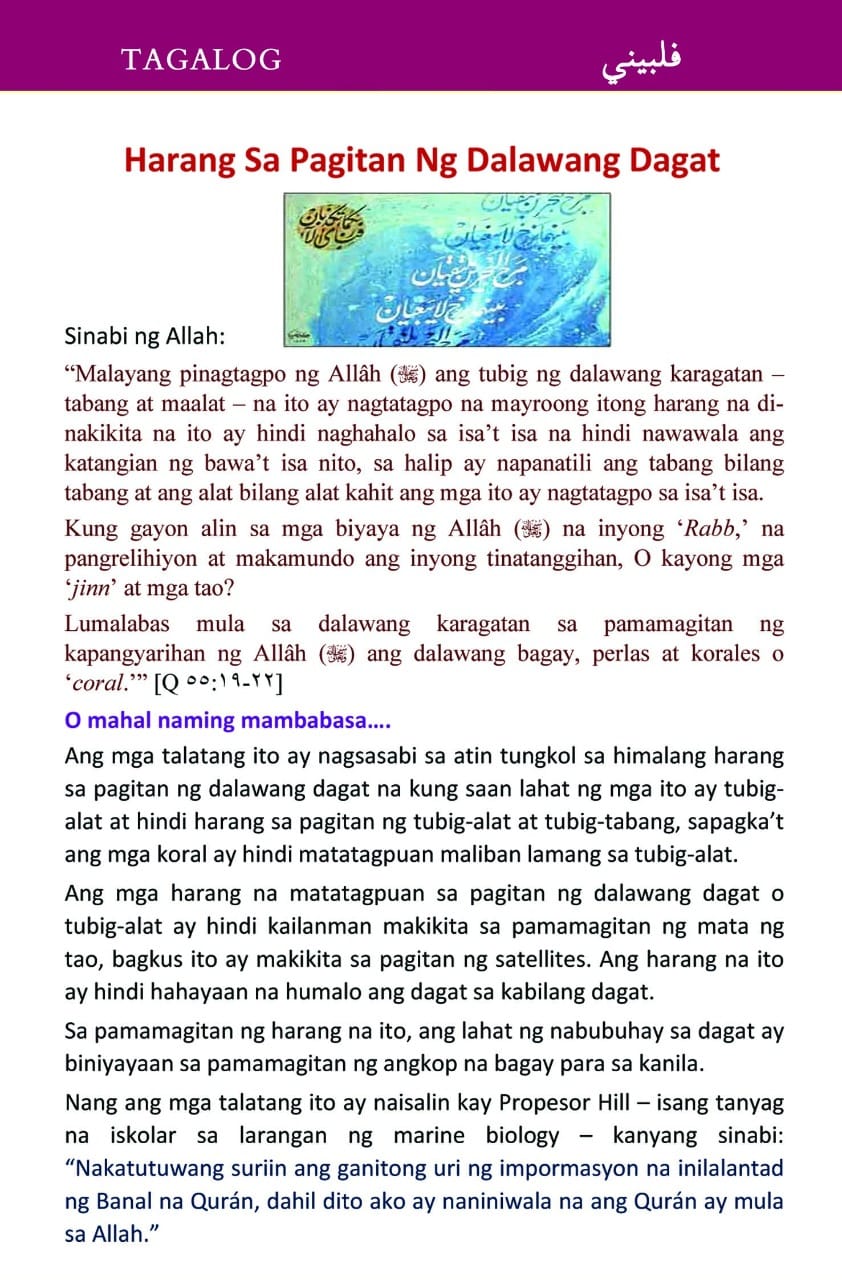 TAGALOG
فلبيني
Harang Sa Pagitan Ng Dalawang Dagat
مرج البحرين يلتقيان
بينهما برزخ لا يبغيان
Sinabi ng Allah:
“Malayang pinagtagpo ng Allâh (ﷻ) ang tubig ng dalawang karagatan –
tabang at maalat – na ito ay nagtatagpo na mayroong itong harang na di-
nakikita na ito ay hindi naghahalo sa isa’t isa na hindi nawawala ang
katangian ng bawa’t isa nito, sa halip ay napanatili ang tabang bilang
tabang at ang alat bilang alat kahit ang mga ito ay nagtatagpo sa isa’t isa.
Kung gayon alin sa mga biyaya ng Allâh (ﷻ) na inyong ‘Rabb,’ na
pangrelihiyon at makamundo ang inyong tinatanggihan, O kayong mga
‘jinn’ at mga tao?
Lumalabas mula sa dalawang karagatan sa pamamagitan ng
kapangyarihan ng Allâh (ﷻ) ang dalawang bagay, perlas at korales o
‘coral.’” [Q ٥٥:١٩-٢٢]
O mahal naming mambabasa....
Ang mga talatang ito ay nagsasabi sa atin tungkol sa himalang harang
sa pagitan ng dalawang dagat na kung saan lahat ng mga ito ay tubig-
alat at hindi harang sa pagitan ng tubig-alat at tubig-tabang, sapagka’t
ang mga koral ay hindi matatagpuan maliban lamang sa tubig-alat.
Ang mga harang na matatagpuan sa pagitan ng dalawang dagat o
tubig-alat ay hindi kailanman makikita sa pamamagitan ng mata ng
tao, bagkus ito ay makikita sa pagitan ng satellites. Ang harang na ito
ay hindi hahayaan na humalo ang dagat sa kabilang dagat.
Sa pamamagitan ng harang na ito, ang lahat ng nabubuhay sa dagat ay
biniyayaan sa pamamagitan ng angkop na bagay para sa kanila.
Nang ang mga talatang ito ay naisalin kay Propesor Hill – isang tanyag
na iskolar sa larangan ng marine biology – kanyang sinabi:
“Nakatutuwang suriin ang ganitong uri ng impormasyon na inilalantad
ng Banal na Qurán, dahil dito ako ay naniniwala na ang Qurán ay mula
sa Allah.”